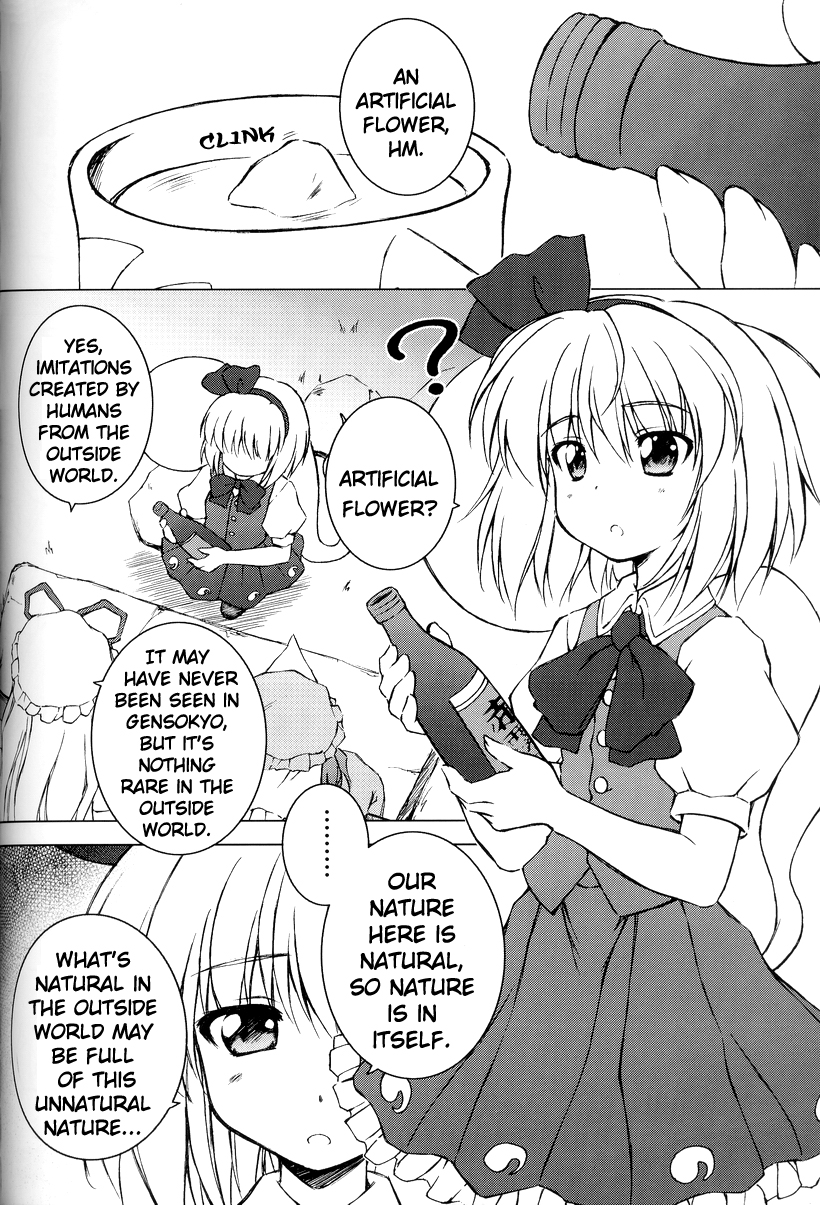 AN
ARTIFICIAL
FLOWER,
HM.
CLINK
?
ARTIFICIAL
FLOWER?
YES,
IMITATIONS
CREATED BY
HUMANS
FROM THE
OUTSIDE
WORLD.
IT MAY
HAVE NEVER
BEEN SEEN IN
GENSOKYO,
BUT IT'S
NOTHING
RARE IN THE
OUTSIDE
WORLD.
........
OUR
NATURE
HERE IS
NATURAL,
SO NATURE
IS IN
ITSELF.
WHAT'S
NATURAL IN
THE OUTSIDE
WORLD MAY
BE FULL
OF THIS
UNNATURAL
NATURE...